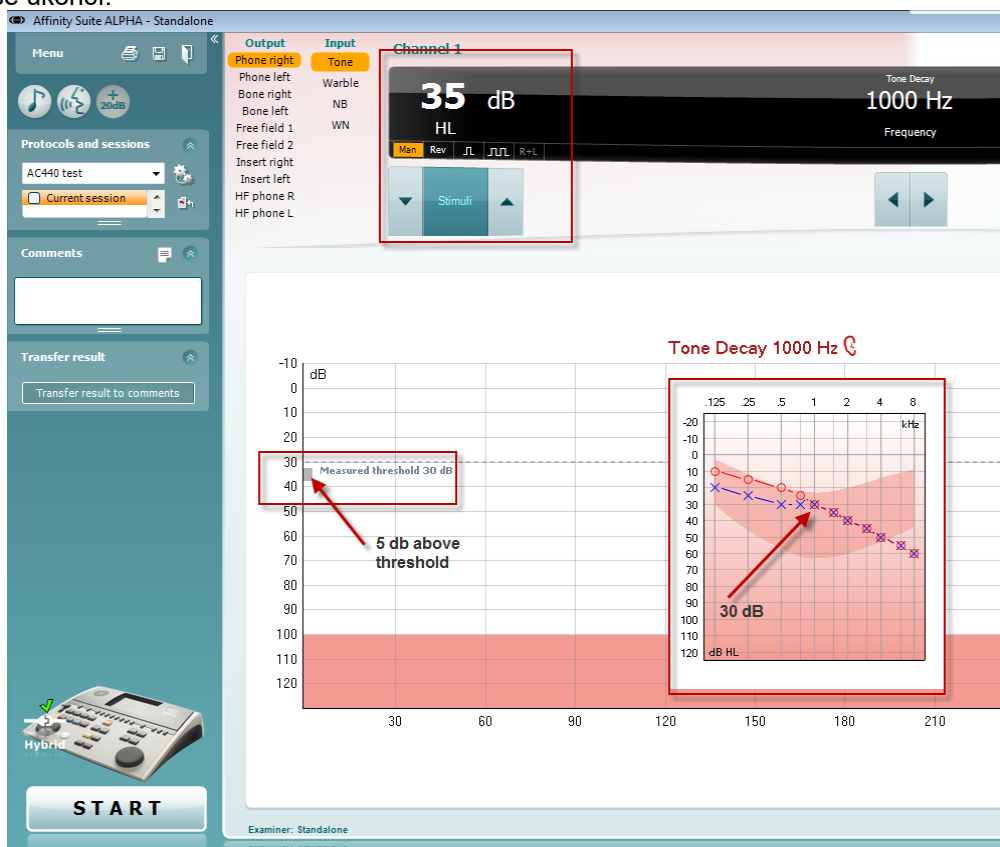 Affinity Suite ALPHA - Standalone
Menu
+
20dB
Protocols and sessions
AC440 test
Current session
Comments
Transfer result
Transfer result to comments
Hybrid
START
Output
Phone right
Phone left
Bone right
Bone left
Free field 1
Free field 2
Insert right
Insert left
HF phone R
HF phone L
Input
Tone
Warble
NB
WN
Channel 1
35 dB
HL
Man Rev R+L
Stimuli
Tone Decay
1000 Hz
Frequency
Tone Decay 1000 Hz
dB
-10
0
10
20
30
40
50
60
70
80
90
100
110
120
Measured threshold 30 dB
5 db above
threshold
30 60 90 120 150 180 210
.125 .25 .5 1 2 4 8
kHz
-20
-10
0
10
20
30
40
50
60
70
80
90
100
110
120
30 dB
dB HL
Examiner: Standalone